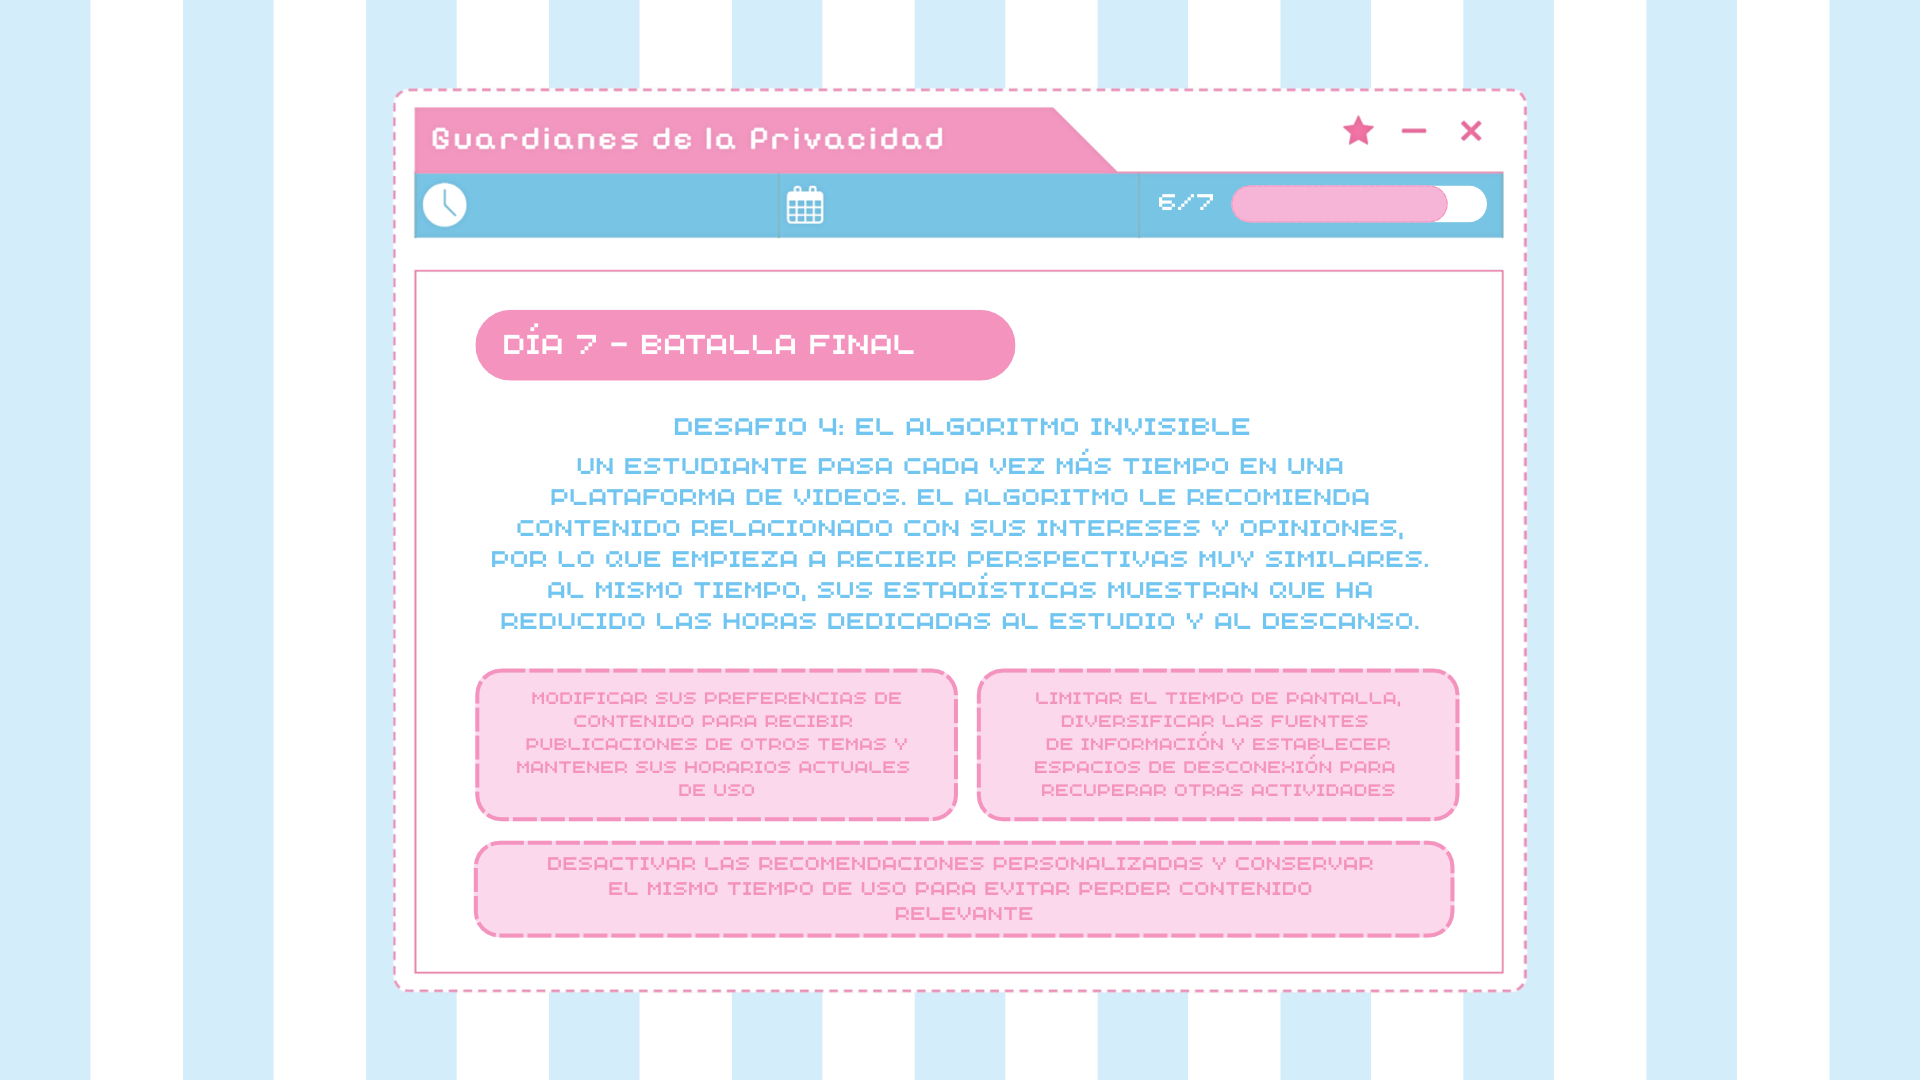 Guardianes de la Privacidad
6/7
DÍA 7 - BATALLA FINAL
DESAFIO 4: EL ALGORITMO INVISIBLE
UN ESTUDIANTE PASA CADA VEZ MÁS TIEMPO EN UNA
PLATAFORMA DE VIDEOS. EL ALGORITMO LE RECOMIENDA
CONTENIDO RELACIONADO CON SUS INTERESES Y OPINIONES,
POR LO QUE EMPIEZA A RECIBIR PERSPECTIVAS MUY SIMILARES.
AL MISMO TIEMPO, SUS ESTADÍSTICAS MUESTRAN QUE HA
REDUCIDO LAS HORAS DEDICADAS AL ESTUDIO Y AL DESCANSO.
MODIFICAR SUS PREFERENCIAS DE
CONTENIDO PARA RECIBIR
PUBLICACIONES DE OTROS TEMAS Y
MANTENER SUS HORARIOS ACTUALES
DE USO
LIMITAR EL TIEMPO DE PANTALLA,
DIVERSIFICAR LAS FUENTES
DE INFORMACIÓN Y ESTABLECER
ESPACIOS DE DESCONEXIÓN PARA
RECUPERAR OTRAS ACTIVIDADES
DESACTIVAR LAS RECOMENDACIONES PERSONALIZADAS Y CONSERVAR
EL MISMO TIEMPO DE USO PARA EVITAR PERDER CONTENIDO
RELEVANTE